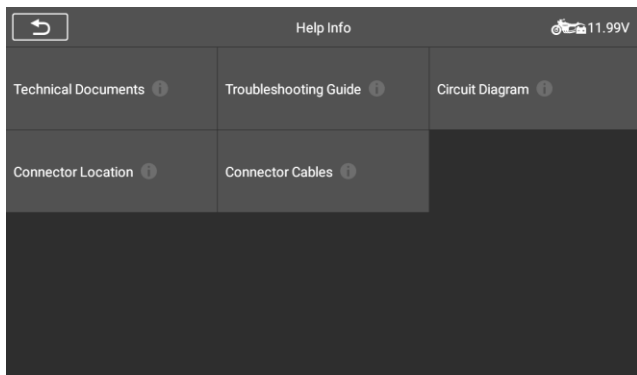 Help Info
11.99V
Technical Documents
Troubleshooting Guide
Circuit Diagram
Connector Location
Connector Cables